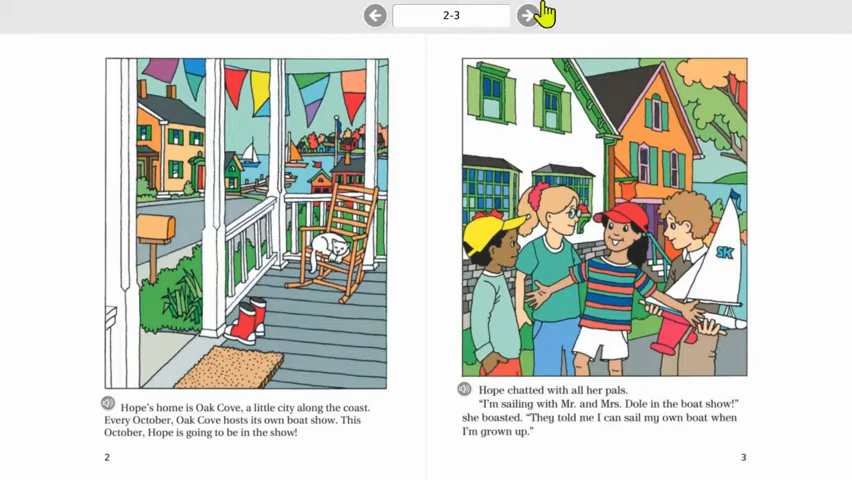 2-3
Hope's home is Oak Cove, a little city along the coast.
Every October, Oak Cove hosts its own boat show. This
October, Hope is going to be in the show!
2
SK
Hope chatted with all her pals.
"I'm sailing with Mr. and Mrs. Dole in the boat show!"
she boasted. "They told me I can sail my own boat when
I'm grown up."
3